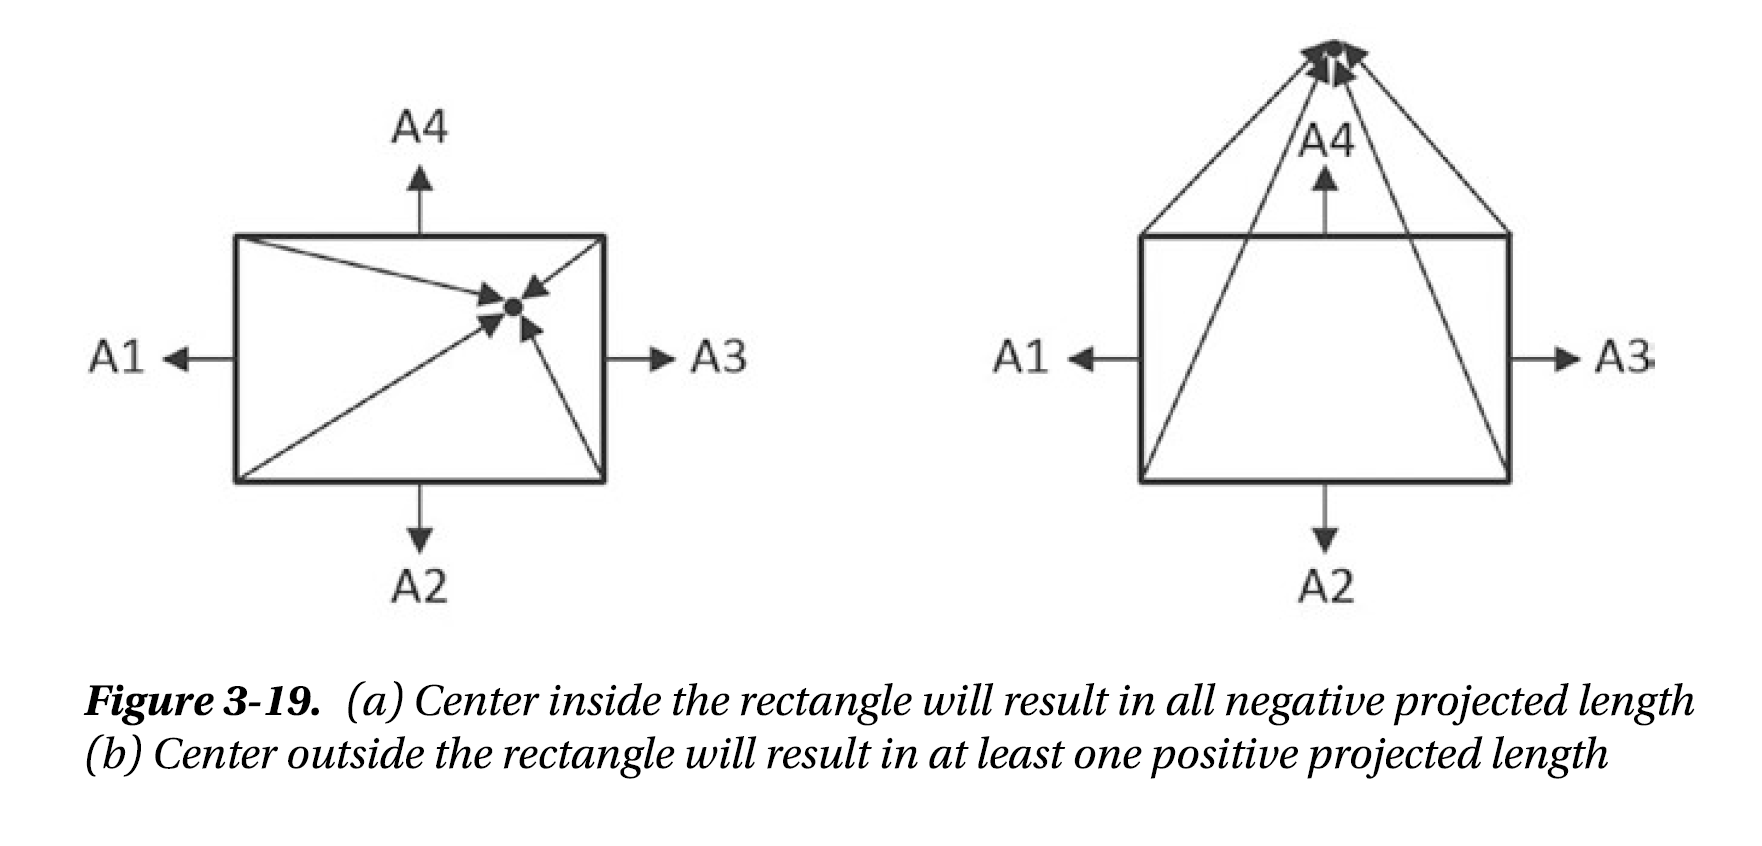 A4
A4
A1
A3
A1
A3
A2
A2
Figure 3-19. (a) Center inside the rectangle will result in all negative projected length
(b) Center outside the rectangle will result in at least one positive projected length